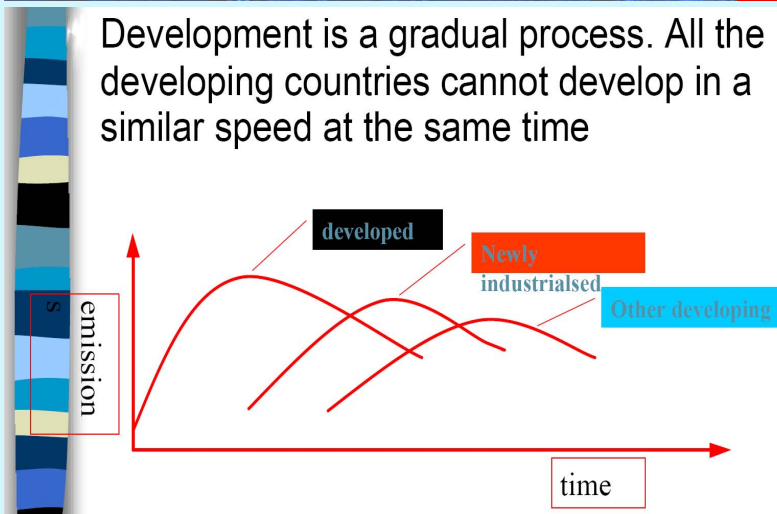 Development is a gradual process. All the
developing countries cannot develop in a
similar speed at the same time
developed
Newly
industrialsed
Other developing
emission
s
time